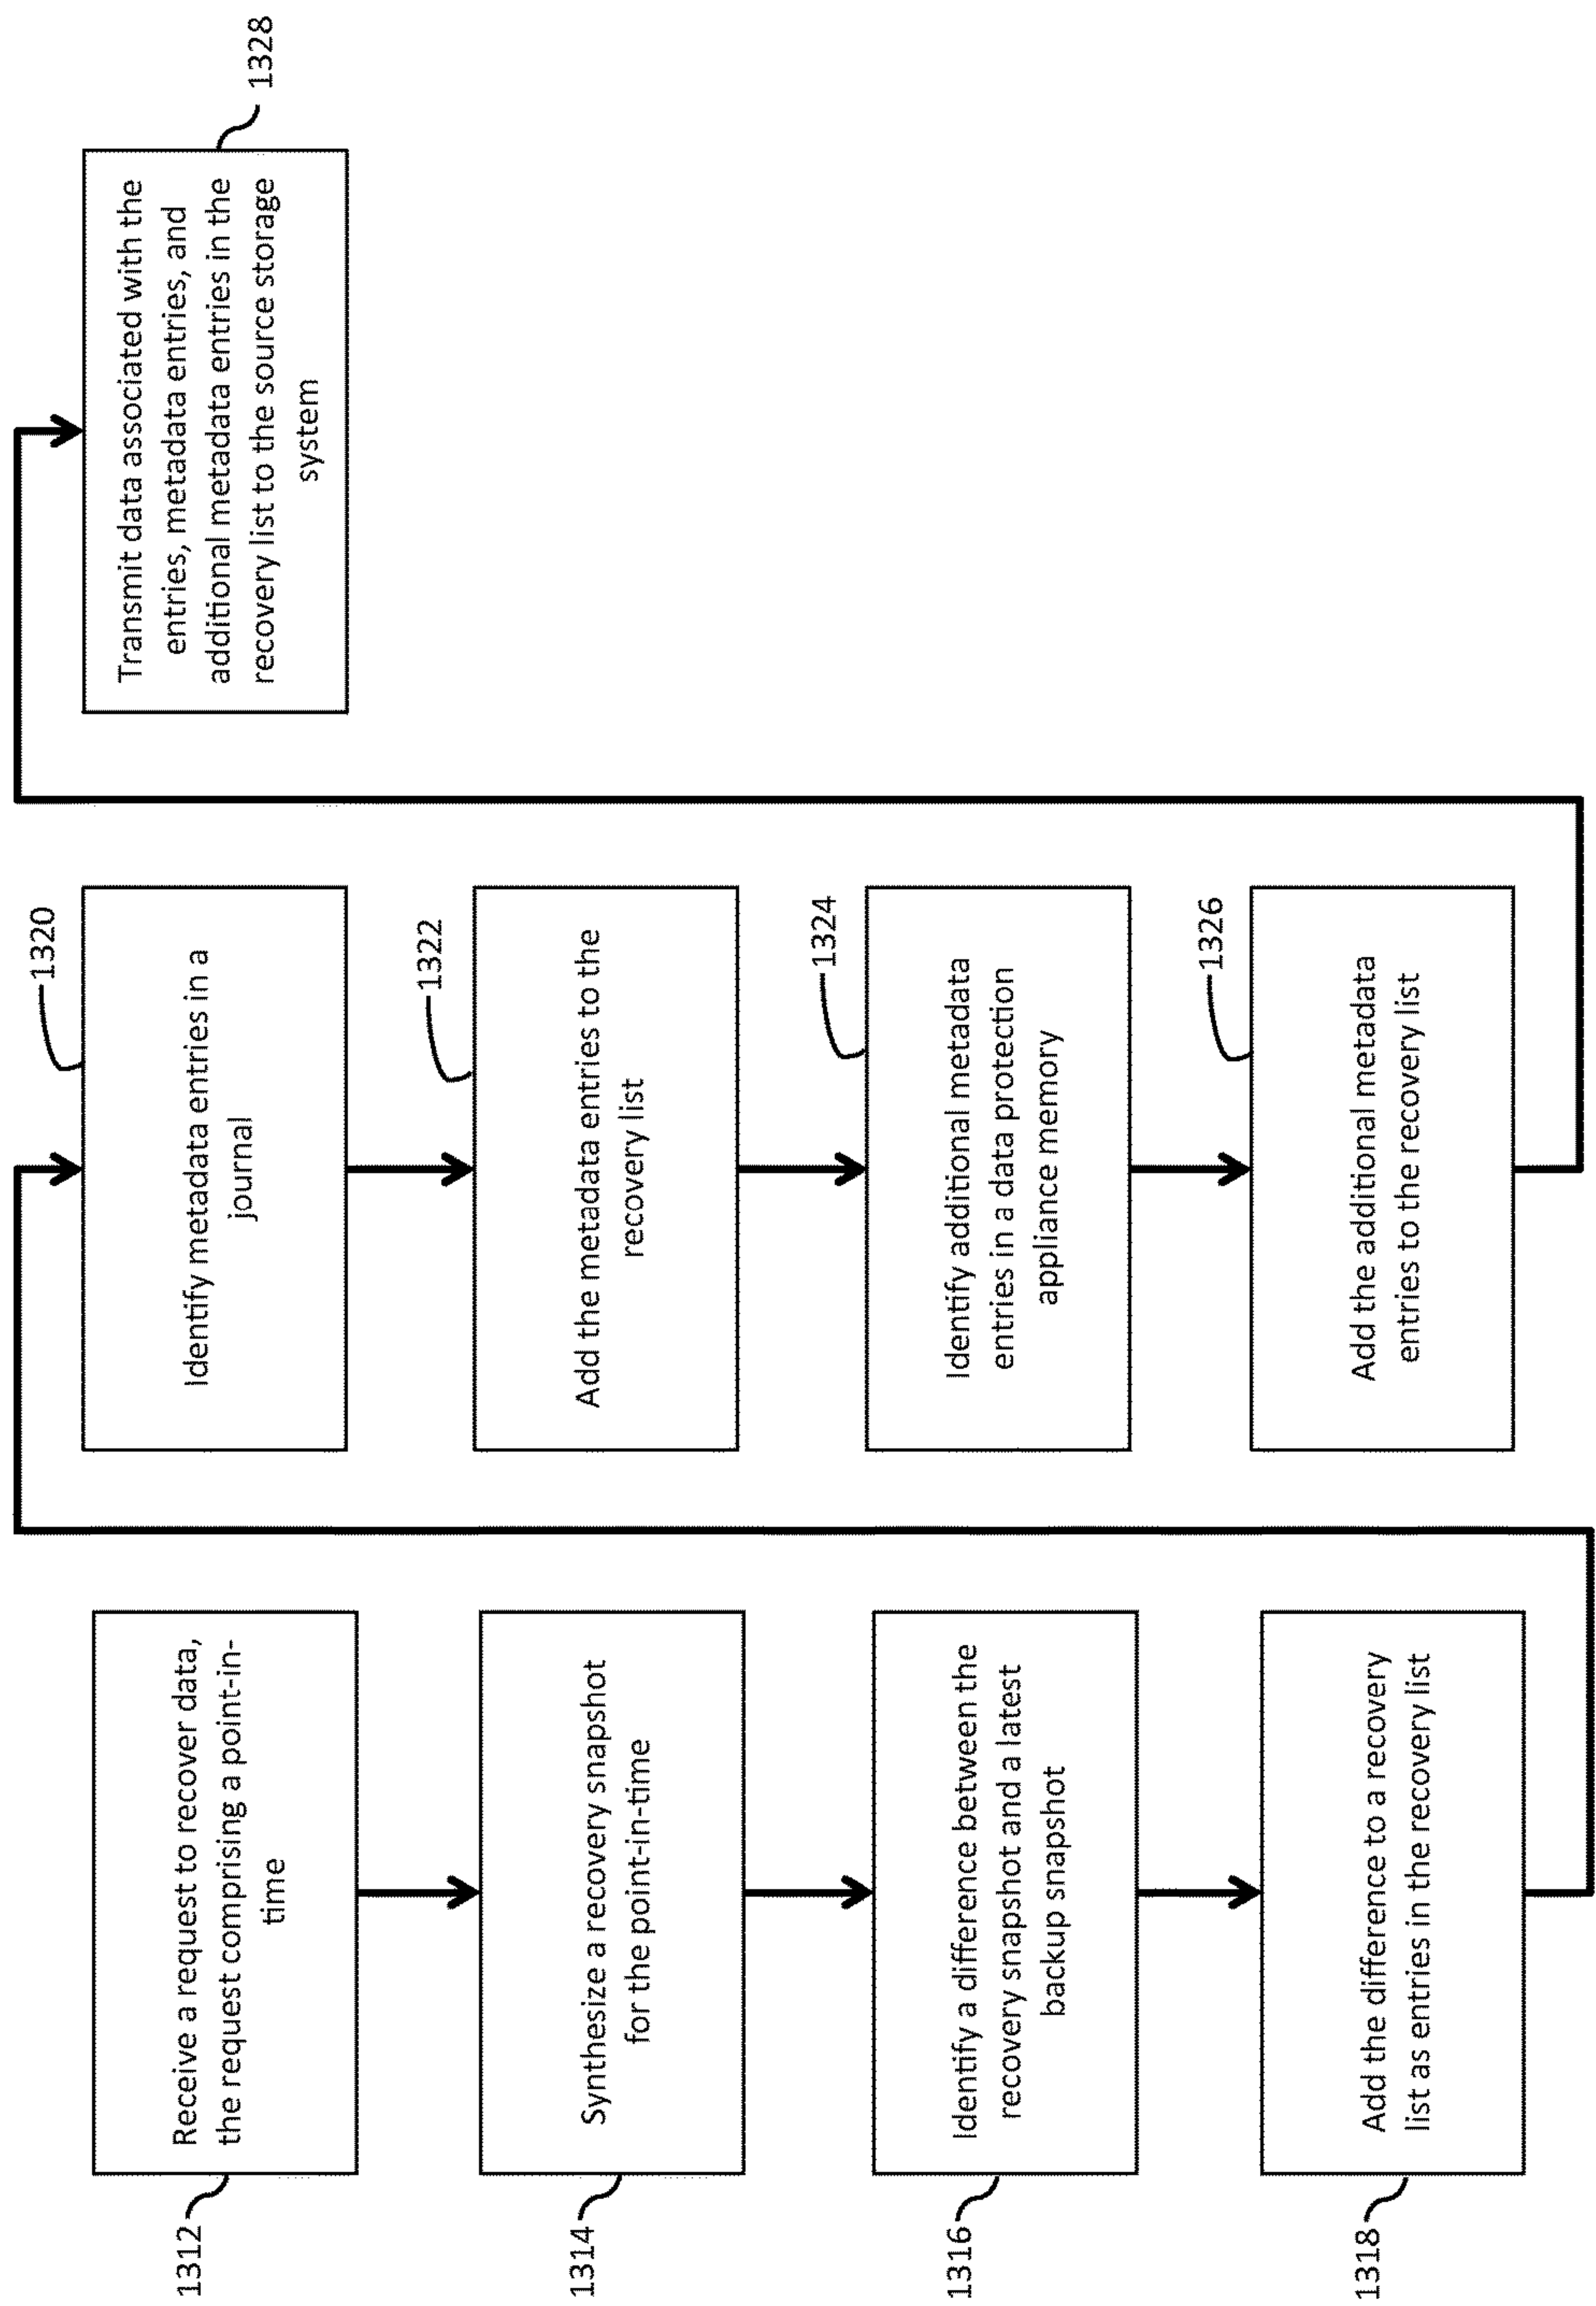 1312
Receive a request to recover data,
the request comprising a point-in-
time
1314
Synthesize a recovery snapshot
for the point-in-time
1316
Identify a difference between the
recovery snapshot and a latest
backup snapshot
1318
Add the difference to a recovery
list as entries in the recovery list
1320
Identify metadata entries in a
journal
1322
Add the metadata entries to the
recovery list
1324
Identify additional metadata
entries in a data protection
appliance memory
1326
Add the additional metadata
entries to the recovery list
1328
Transmit data associated with the
entries, metadata entries, and
additional metadata entries in the
recovery list to the source storage
system